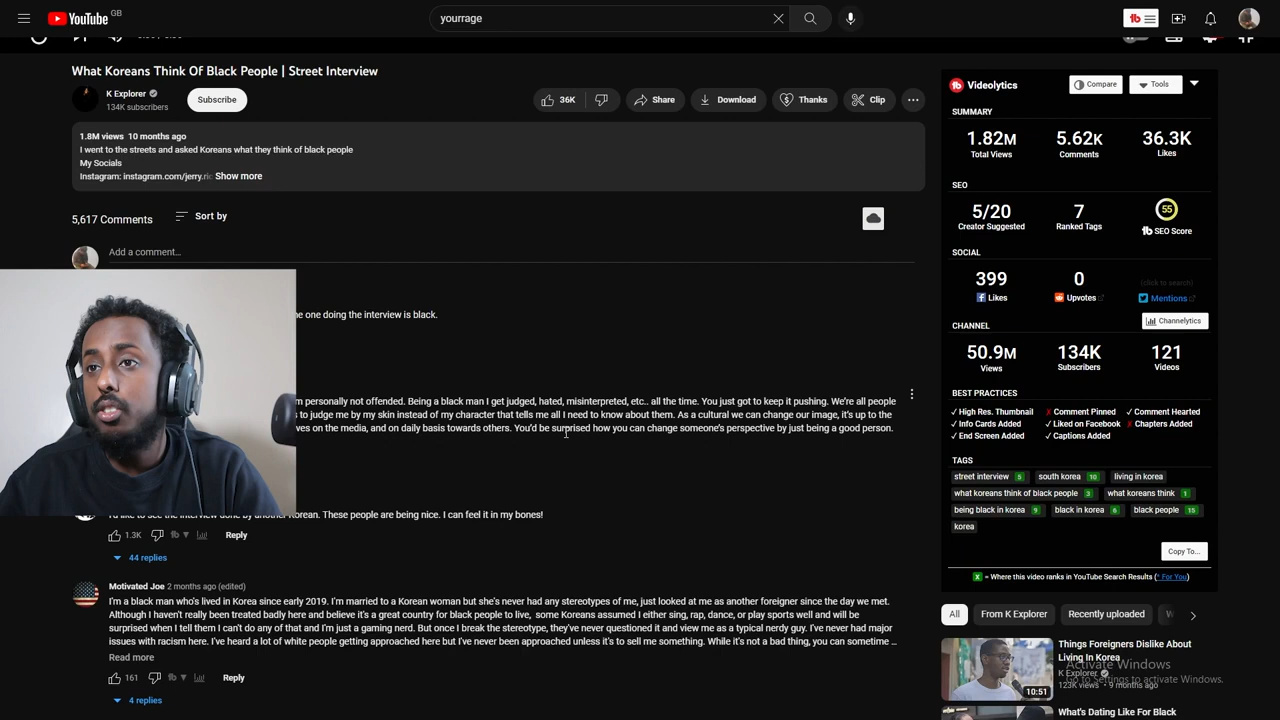 YouTube GB
yourrage
What Koreans Think Of Black People | Street Interview
K Explorer
134K subscribers
Subscribe
36K
Share
Download
Thanks
Clip
1.8M views 10 months ago
I went to the streets and asked Koreans what they think of black people
My Socials
Instagram: instagram.com/jerry.ric Show more
5,617 Comments
Sort by
Add a comment...
one doing the interview is black.
personally not offended. Being a black man I get judged, hated, misinterpreted, etc.. all the time. You just got to keep it pushing. We're all people
to judge me by my skin instead of my character that tells me all I need to know about them. As a cultural we can change our image, it's up to the
on the media, and on daily basis towards others. You'd be surprised how you can change someone's perspective by just being a good person.
I'd like to see the interview done by another Korean. These people are being nice. I can feel it in my bones!
1.3K
Reply
44 replies
Motivated Joe 2 months ago (edited)
I'm a black man who's lived in Korea since early 2019. I'm married to a Korean woman but she's never had any stereotypes of me, just looked at me as another foreigner since the day we met.
Although I haven't really been treated badly here and believe it's a great country for black people to live, some Koreans assumed I either sing, rap, dance, or play sports well and will be
surprised when I tell them I can't do any of that and I'm just a gaming nerd. But once I break the stereotype, they've never questioned it and view me as a typical nerdy guy. I've never had major
issues with racism here. I've heard a lot of white people getting approached here but I've never been approached unless it's to sell me something. While it's not a bad thing, you can sometime ...
Read more
161
Reply
4 replies
Videolytics
Compare
Tools
SUMMARY
1.82M
5.62K
36.3K
Total Views
Comments
Likes
SEO
5/20
7
55
Creator Suggested
Ranked Tags
SEO Score
SOCIAL
399
0
(click to search)
Likes
Upvotes
Mentions
Channelytics
CHANNEL
50.9M
134K
121
Views
Subscribers
Videos
BEST PRACTICES
✓ High Res. Thumbnail ✗ Comment Pinned ✓ Comment Hearted
✓ Info Cards Added ✓ Liked on Facebook ✗ Chapters Added
✓ End Screen Added ✓ Captions Added
TAGS
street interview 5 south korea 10 living in korea
what koreans think of black people 3 what koreans think 1
being black in korea 9 black in korea 6 black people 15
korea
Copy To...
X = Where this video ranks in YouTube Search Results (* For You)
All
From K Explorer
Recently uploaded
Things Foreigners Dislike About
Living In Korea
K Explorer
123K views • 9 months ago
10:51
Activate Windows
Go to Settings to activate Windows.
What's Dating Like For Black